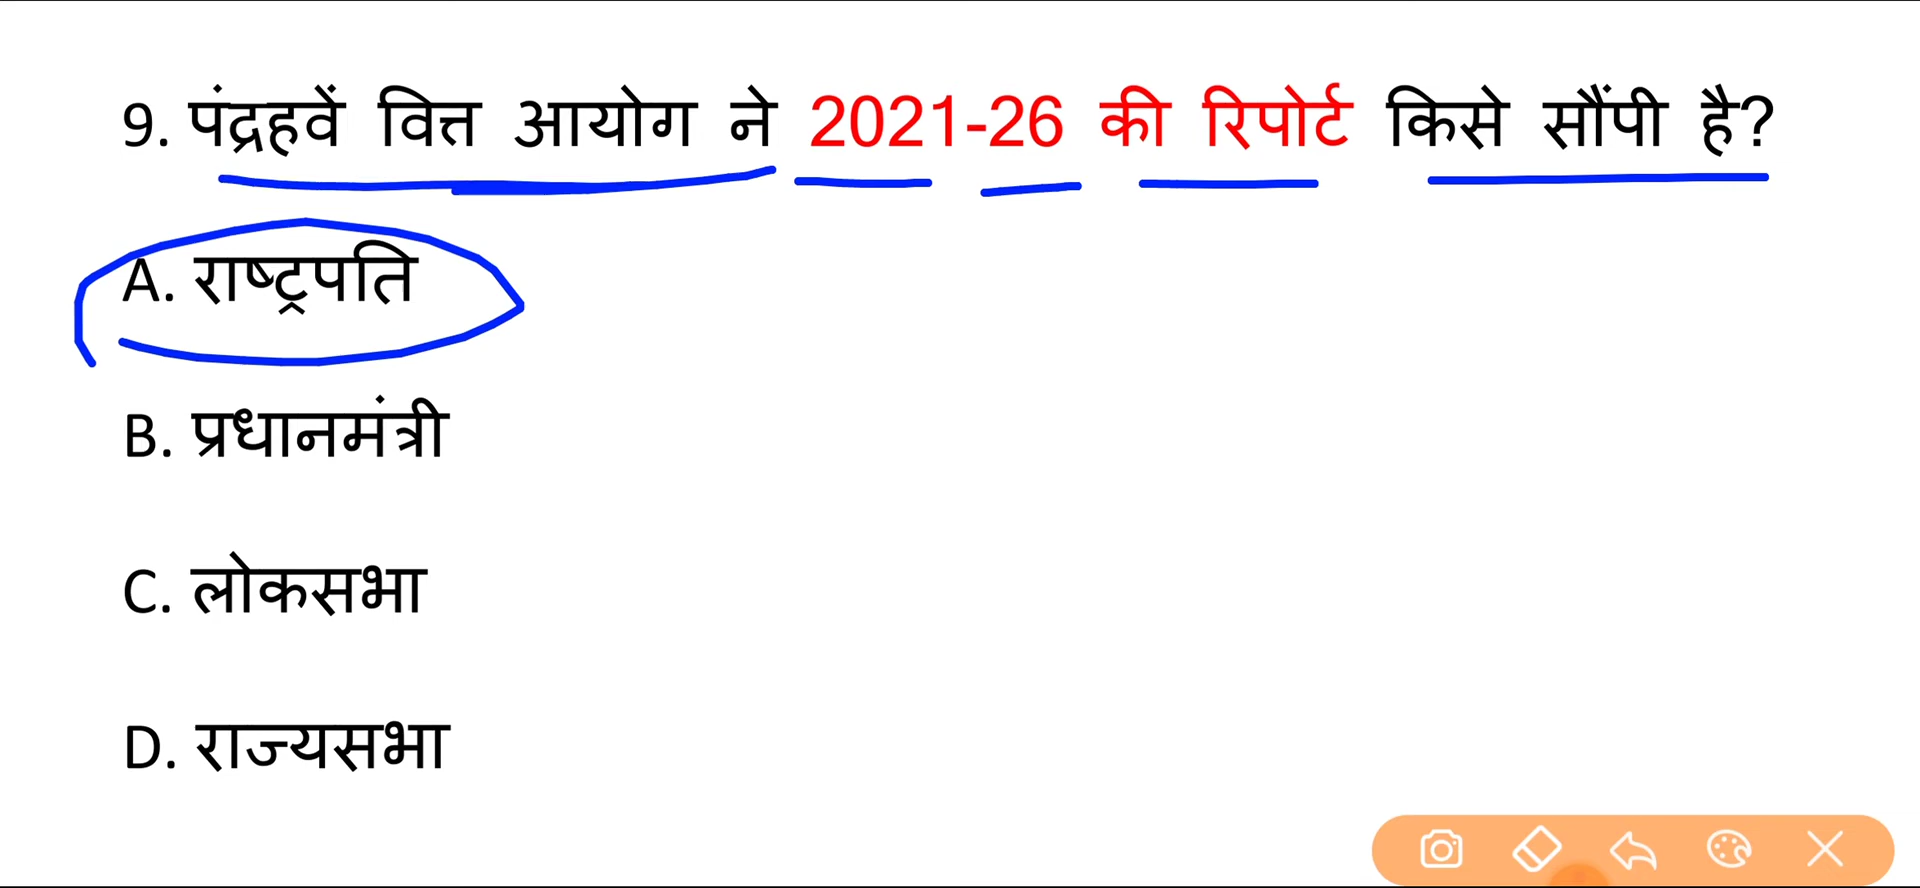 9. पंद्रहवें वित्त आयोग ने 2021-26 की रिपोर्ट किसे सौंपी है?
A. राष्ट्रपति
B. प्रधानमंत्री
C. लोकसभा
D. राज्यसभा